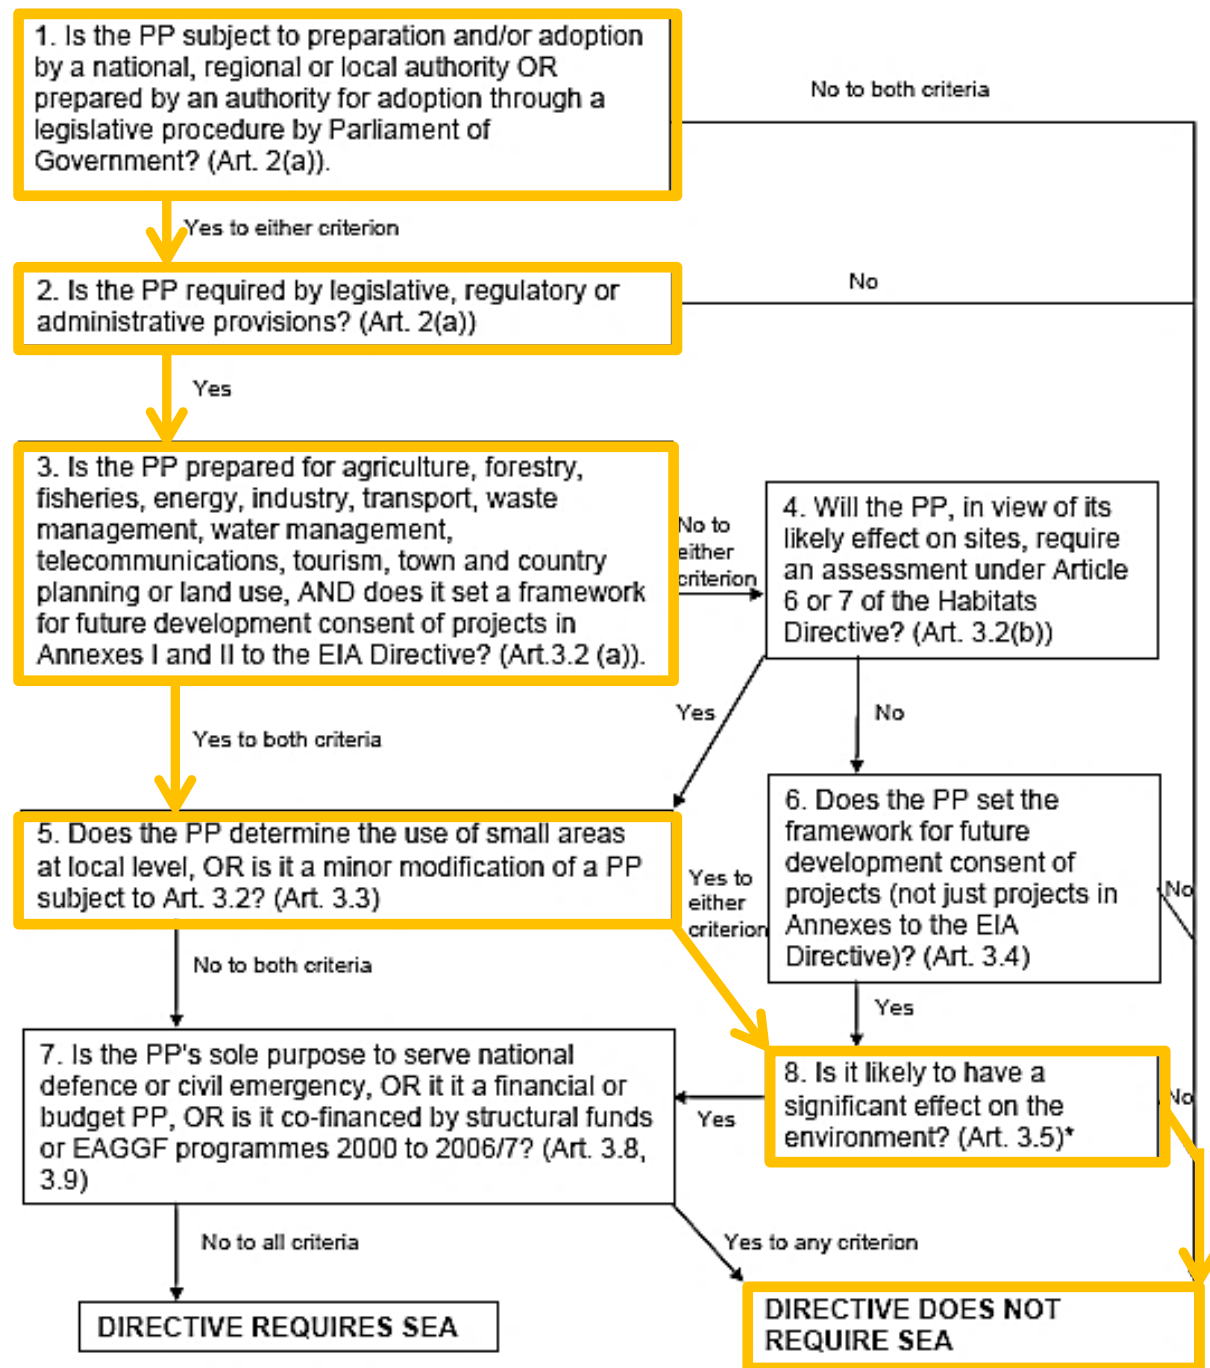 1. Is the PP subject to preparation and/or adoption
by a national, regional or local authority OR
prepared by an authority for adoption through a
legislative procedure by Parliament of
Government? (Art. 2(a)).
No to both criteria
Yes to either criterion
2. Is the PP required by legislative, regulatory or
administrative provisions? (Art. 2(a))
No
Yes
3. Is the PP prepared for agriculture, forestry,
fisheries, energy, industry, transport, waste
management, water management,
telecommunications, tourism, town and country
planning or land use, AND does it set a framework
for future development consent of projects in
Annexes I and II to the EIA Directive? (Art.3.2 (a)).
No to
either
criterion
4. Will the PP, in view of its
likely effect on sites, require
an assessment under Article
6 or 7 of the Habitats
Directive? (Art. 3.2(b))
Yes
No
Yes to both criteria
5. Does the PP determine the use of small areas
at local level, OR is it a minor modification of a PP
subject to Art. 3.2? (Art. 3.3)
Yes to
either
criterion
6. Does the PP set the
framework for future
development consent of
projects (not just projects in
Annexes to the EIA
Directive)? (Art. 3.4)
No
No to both criteria
Yes
7. Is the PP's sole purpose to serve national
defence or civil emergency, OR it it a financial or
budget PP, OR is it co-financed by structural funds
or EAGGF programmes 2000 to 2006/7? (Art. 3.8,
3.9)
Yes
8. Is it likely to have a
significant effect on the
environment? (Art. 3.5)*
No
No to all criteria
Yes to any criterion
DIRECTIVE REQUIRES SEA
DIRECTIVE DOES NOT
REQUIRE SEA